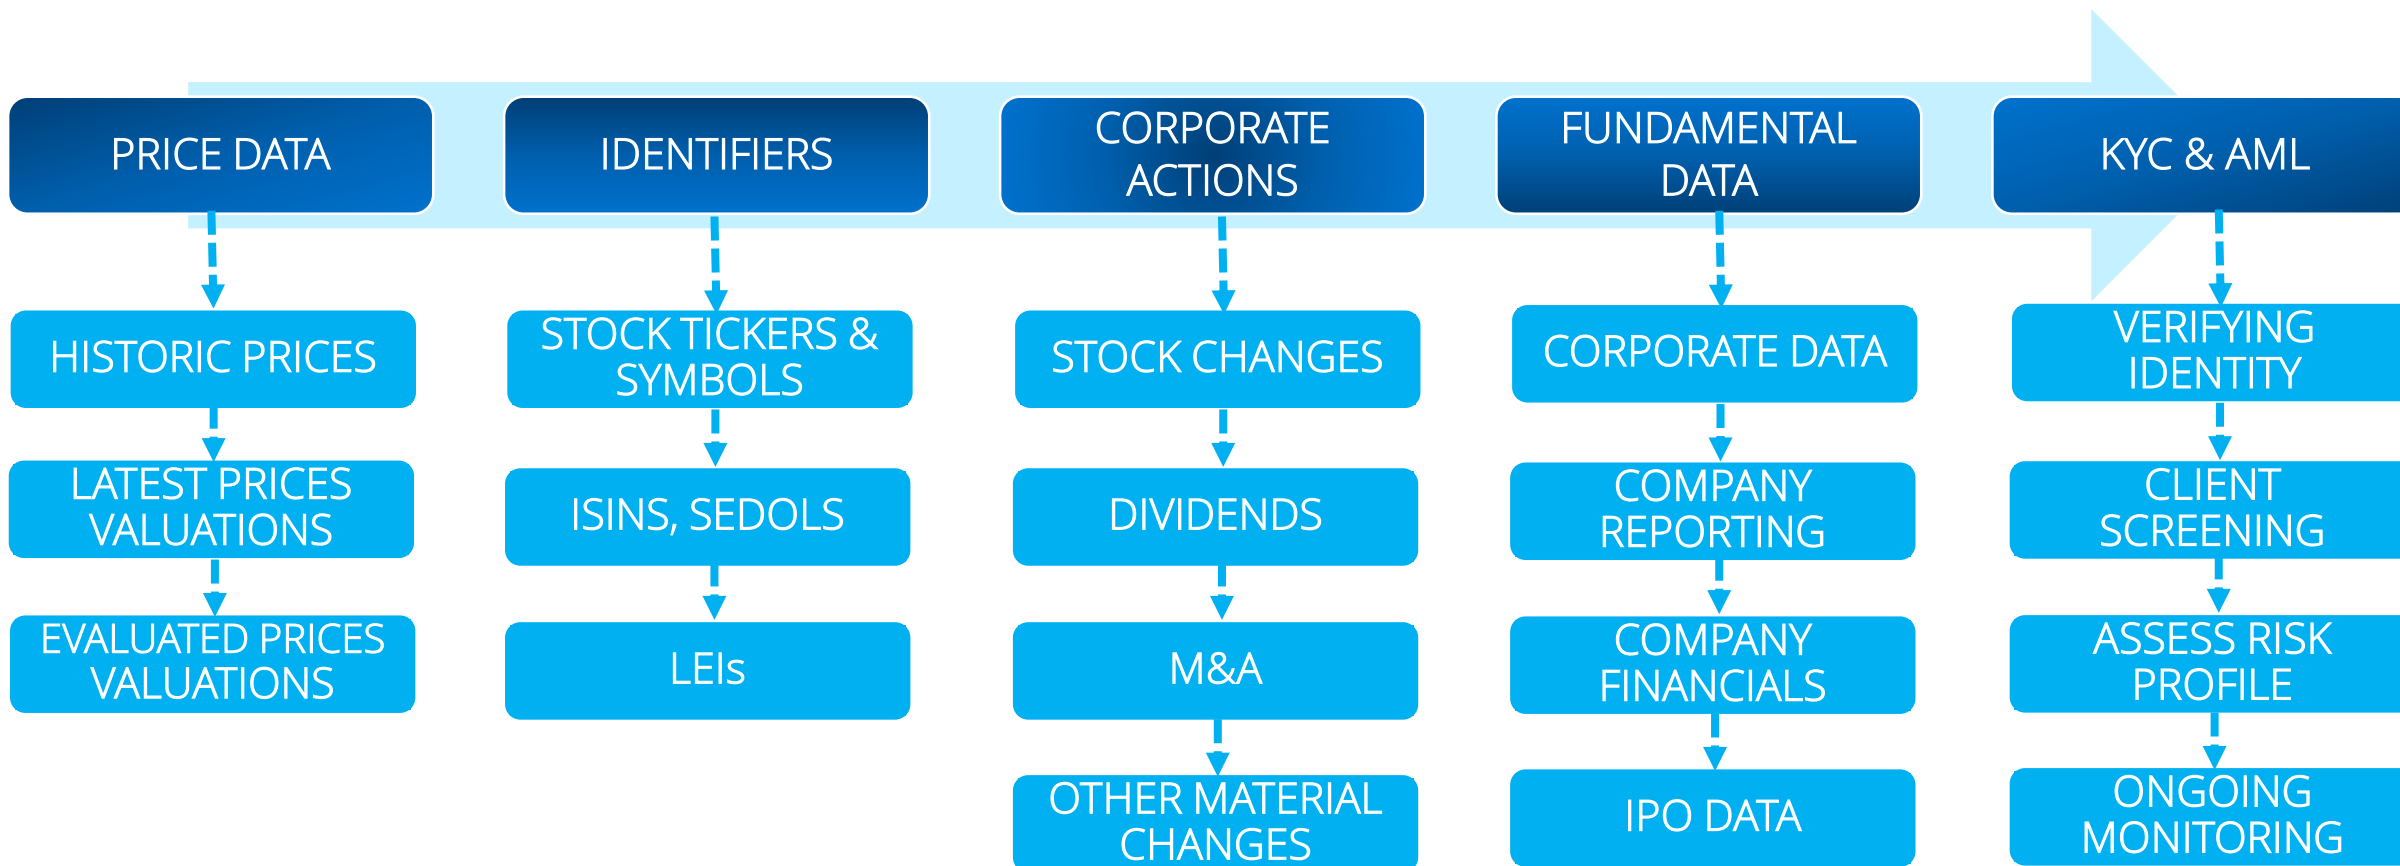 PRICE DATA
IDENTIFIERS
CORPORATE
ACTIONS
FUNDAMENTAL
DATA
KYC & AML
HISTORIC PRICES
LATEST PRICES
VALUATIONS
EVALUATED PRICES
VALUATIONS
STOCK TICKERS &
SYMBOLS
ISINS, SEDOLS
LEIs
STOCK CHANGES
DIVIDENDS
M&A
OTHER MATERIAL
CHANGES
CORPORATE DATA
COMPANY
REPORTING
COMPANY
FINANCIALS
IPO DATA
VERIFYING
IDENTITY
CLIENT
SCREENING
ASSESS RISK
PROFILE
ONGOING
MONITORING